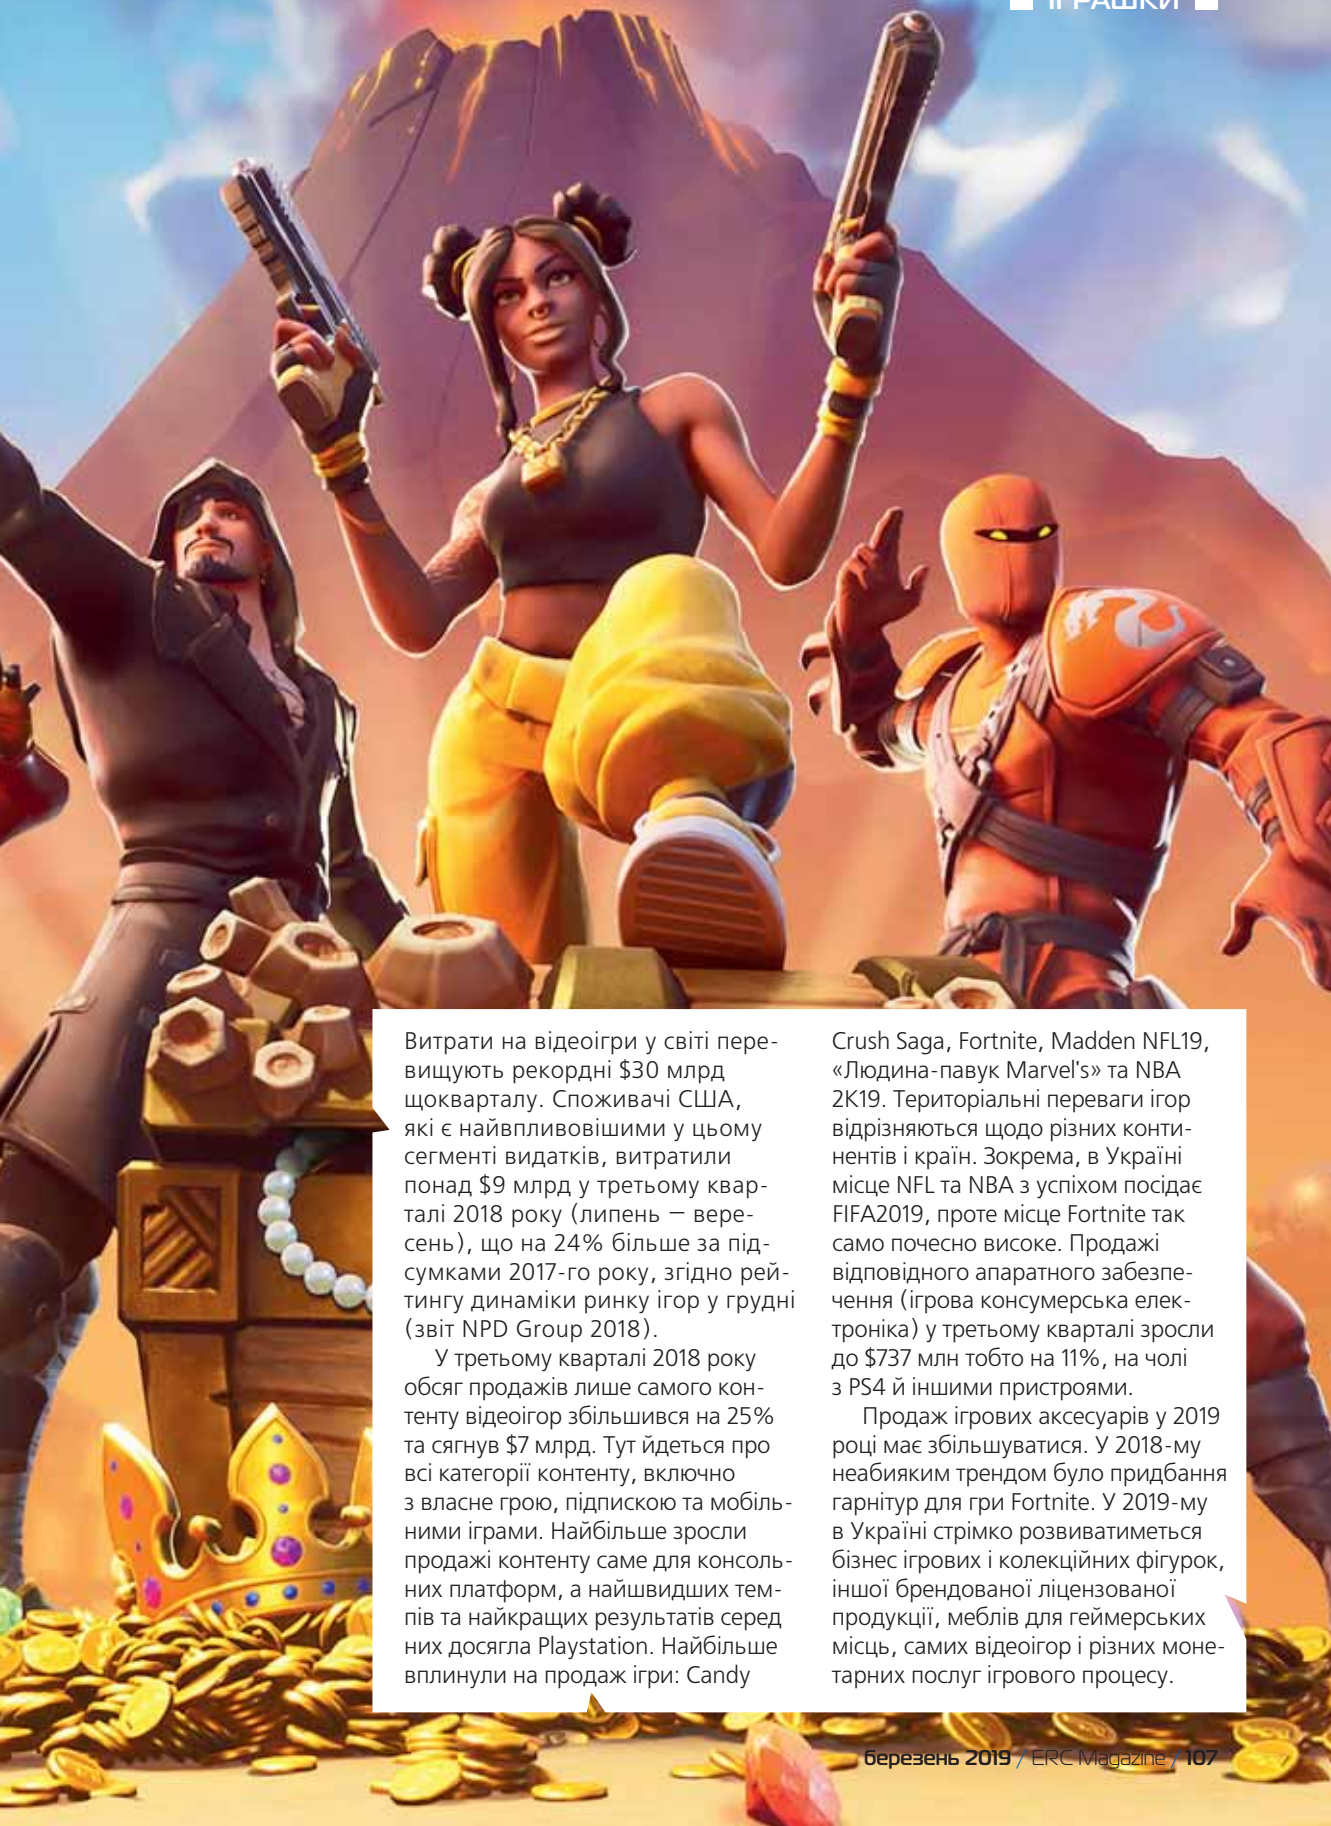 ІГРАШКИ
Витрати на відеоігри у світі пере-
вищують рекордні $30 млрд
щокварталу. Споживачі США,
які є найвпливовішими у цьому
сегменті видатків, витратили
понад $9 млрд у третьому квар-
талі 2018 року (липень – вере-
сень), що на 24% більше за під-
сумками 2017-го року, згідно рей-
тингу динаміки ринку ігор у грудні
(звіт NPD Group 2018).
У третьому кварталі 2018 року
обсяг продажів лише самого кон-
тенту відеоігор збільшився на 25%
та сягнув $7 млрд. Тут йдеться про
всі категорії контенту, включно
з власне грою, підпискою та мобіль-
ними іграми. Найбільше зросли
продажі контенту саме для консоль-
них платформ, а найшвидших тем-
пів та найкращих результатів серед
них досягла Playstation. Найбільше
вплинули на продаж ігри: Candy
Crush Saga, Fortnite, Madden NFL19,
«Людина-павук Marvel's» та NBA
2K19. Територіальні переваги ігор
відрізняються щодо різних конти-
нентів і країн. Зокрема, в Україні
місце NFL та NBA з успіхом посідає
FIFA2019, проте місце Fortnite так
само почесно високе. Продажі
відповідного апаратного забезпе-
чення (ігрова консумерська елек-
троніка) у третьому кварталі зросли
до $737 млн тобто на 11%, на чолі
з PS4 й іншими пристроями.
Продаж ігрових аксесуарів у 2019
році має збільшуватися. У 2018-му
неабияким трендом було придбання
гарнітур для гри Fortnite. У 2019-му
в Україні стрімко розвиватиметься
бізнес ігрових і колекційних фігурок,
іншої брендованої ліцензованої
продукції, меблів для геймерських
місць, самих відеоігор і різних моне-
тарних послуг ігрового процесу.
березень 2019 / ERC Magazine / 107